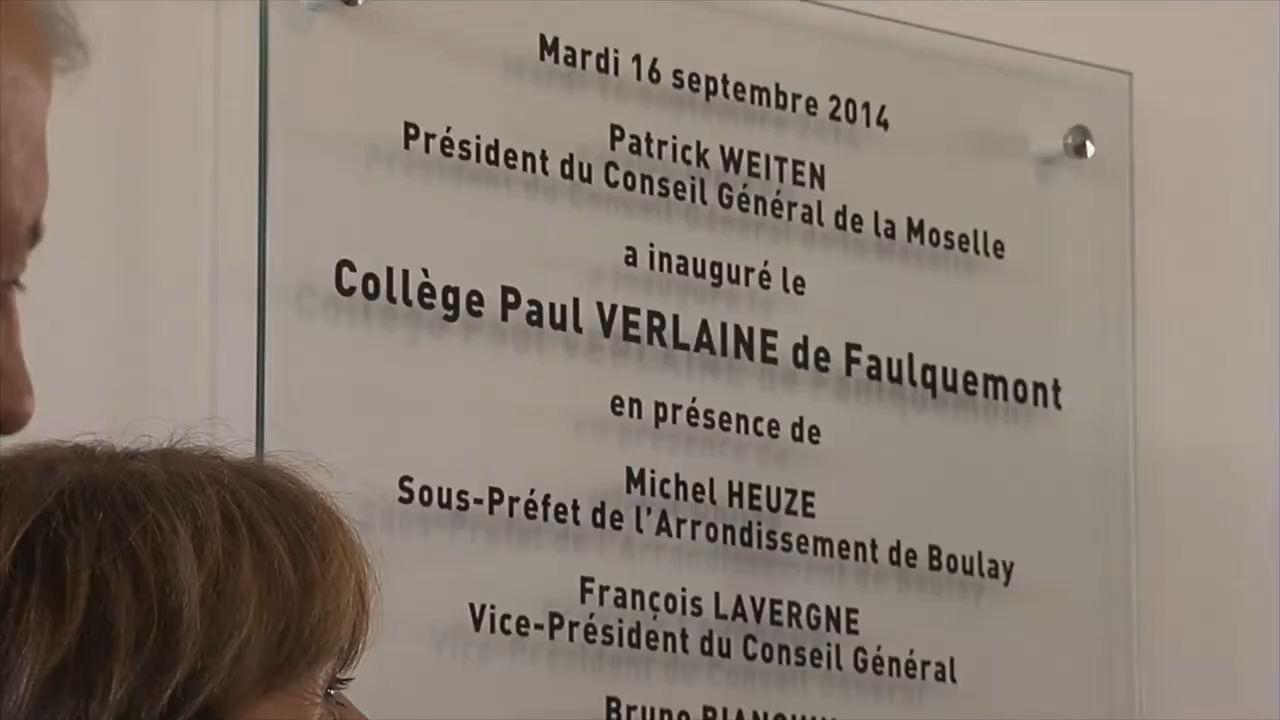 Mardi 16 septembre 2014
Patrick WEITEN
Président du Conseil Général de la Moselle
a inauguré le
Collège Paul VERLAINE de Faulquemont
en présence de
Michel HEUZE
Sous-Préfet de l'Arrondissement de Boulay
François LAVERGNE
Vice-Président du Conseil Général
Bruno